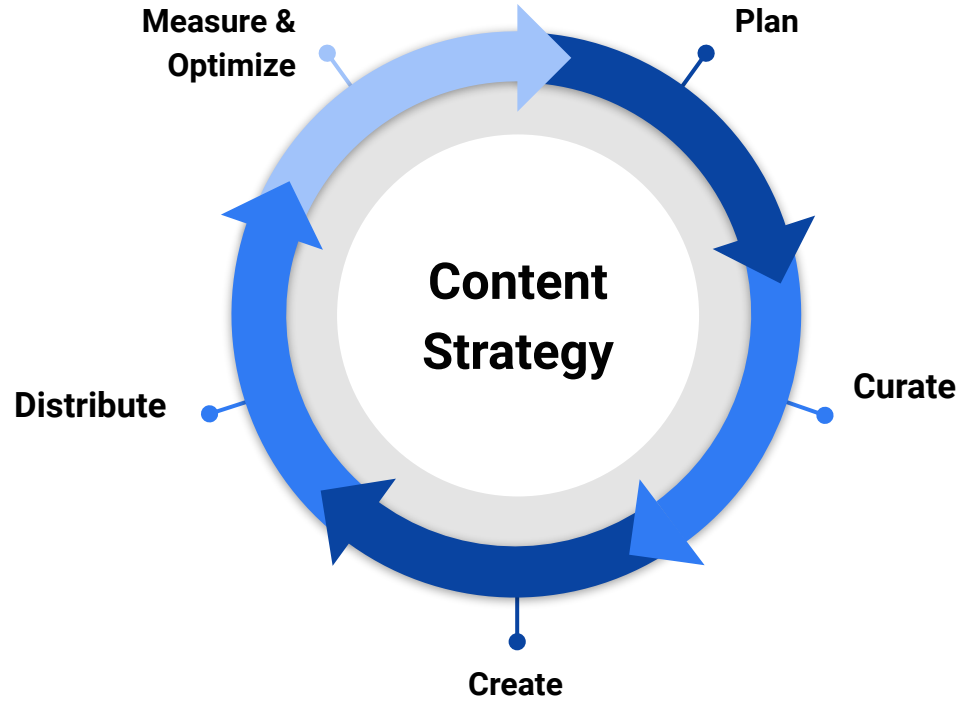 Measure &
Optimize
Plan
Content
Strategy
Curate
Distribute
Create